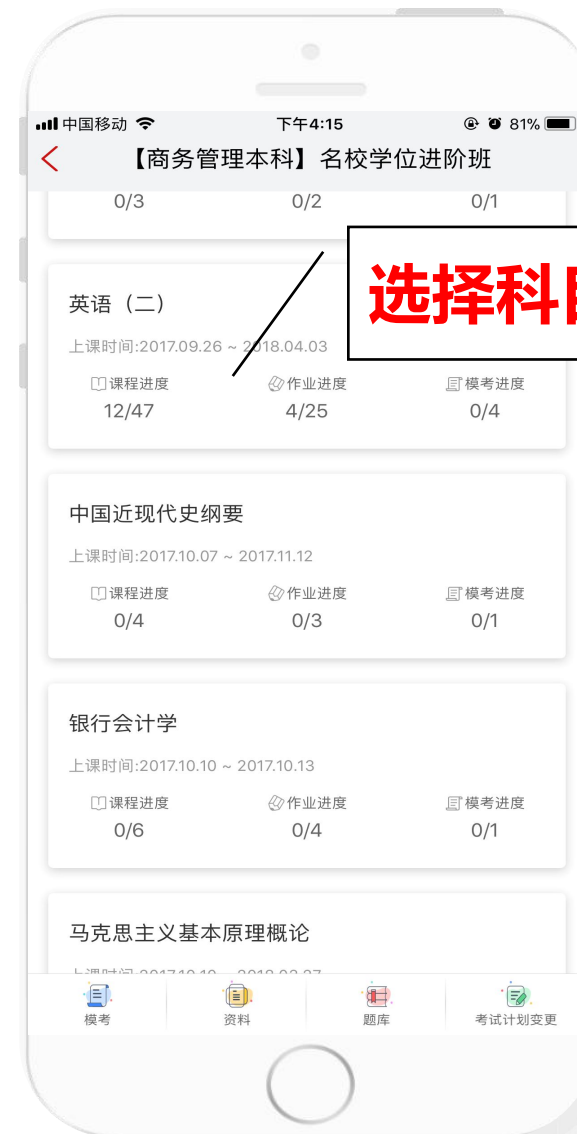 中国移动 下午4:15 81%
【商务管理本科】名校学位进阶班
0/3 0/2 0/1
选择科
英语（二）
上课时间:2017.09.26 ~ 2018.04.03
课程进度 作业进度 模考进度
12/47 4/25 0/4
中国近现代史纲要
上课时间:2017.10.07 ~ 2017.11.12
课程进度 作业进度 模考进度
0/4 0/3 0/1
银行会计学
上课时间:2017.10.10 ~ 2017.10.13
课程进度 作业进度 模考进度
0/6 0/4 0/1
马克思主义基本原理概论
模考 资料 题库 考试计划变更